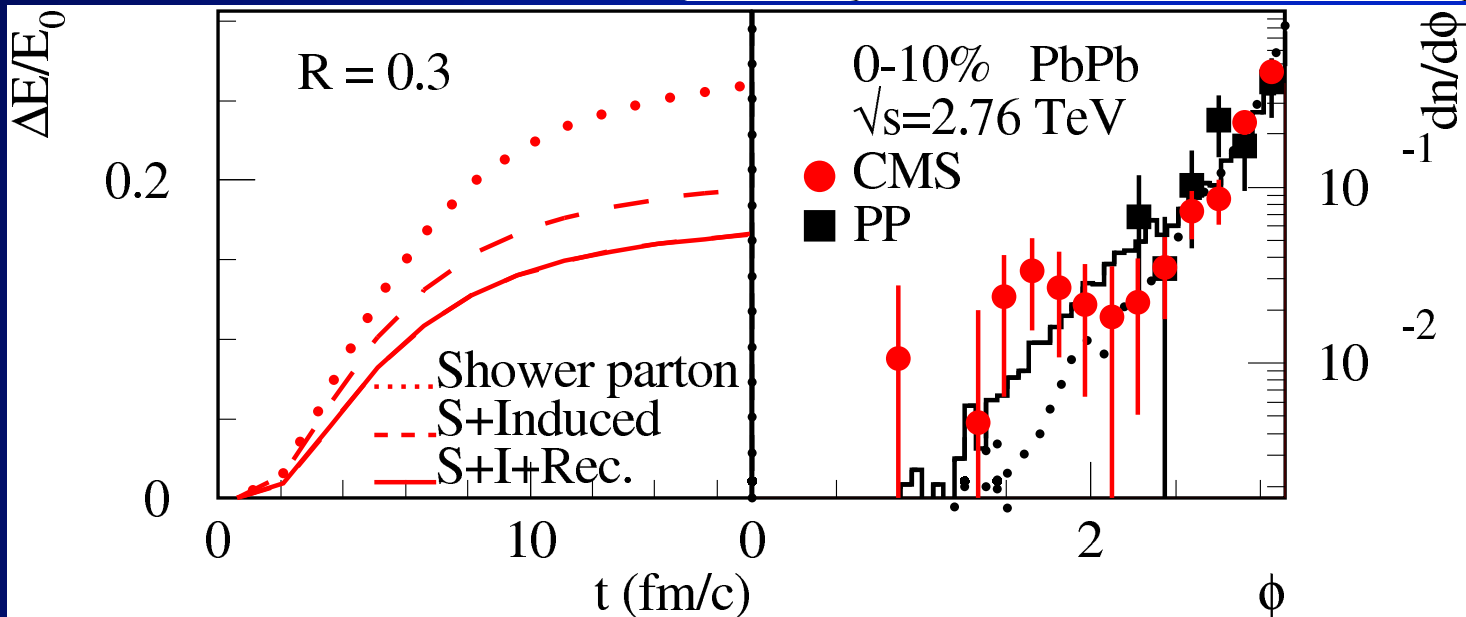 ΔE/E0
R = 0.3
0.2
0
Shower parton
S+Induced
S+I+Rec.
0
10
t (fm/c)
0-10% PbPb
√s=2.76 TeV
CMS
PP
0
2
ϕ
10 -1
10 -2
dn/dϕ